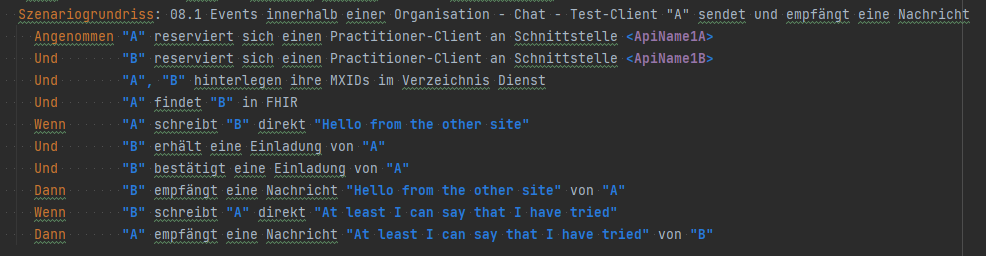 Szenariogrundriss: 08.1 Events innerhalb einer Organisation - Chat - Test-Client "A" sendet und empfängt eine Nachricht
Angenommen "A" reserviert sich einen Practitioner-Client an Schnittstelle <ApiName1A>
Und "B" reserviert sich einen Practitioner-Client an Schnittstelle <ApiName1B>
Und "A", "B" hinterlegen ihre MXIDs im Verzeichnis Dienst
Und "A" findet "B" in FHIR
Wenn "A" schreibt "B" direkt "Hello from the other site"
Und "B" erhält eine Einladung von "A"
Und "B" bestätigt eine Einladung von "A"
Dann "B" empfängt eine Nachricht "Hello from the other site" von "A"
Wenn "B" schreibt "A" direkt "At least I can say that I have tried"
Dann "A" empfängt eine Nachricht "At least I can say that I have tried" von "B"